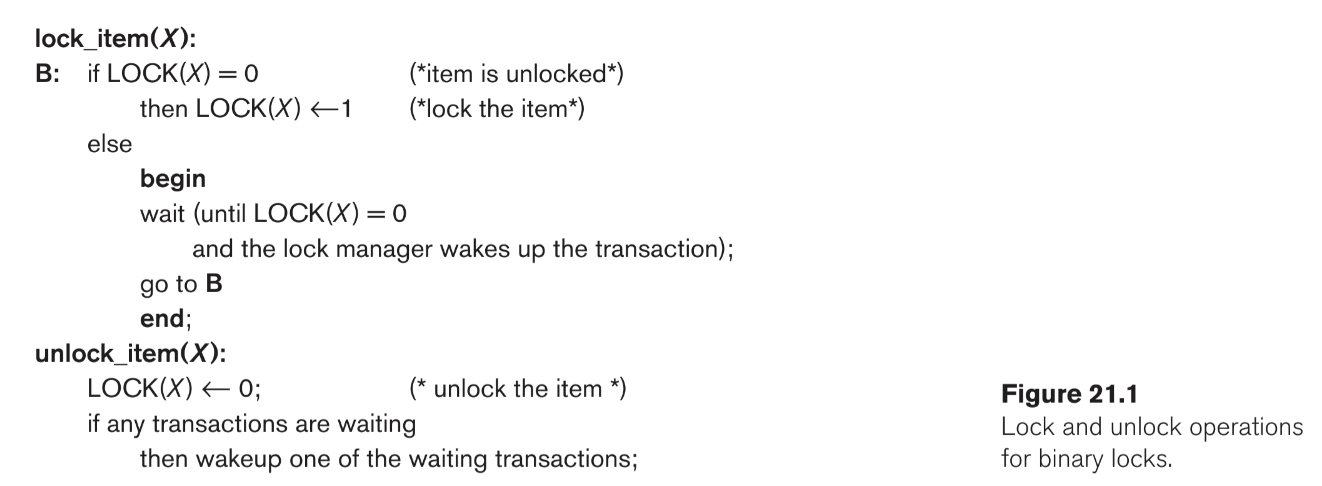 lock_item(X):
B: if LOCK(X) = 0 (*item is unlocked*)
then LOCK(X) ←1 (*lock the item*)
else
begin
wait (until LOCK(X) = 0
and the lock manager wakes up the transaction);
go to B
end;
unlock_item(X):
LOCK(X) ← 0; (* unlock the item *)
if any transactions are waiting
then wakeup one of the waiting transactions;
Figure 21.1
Lock and unlock operations
for binary locks.